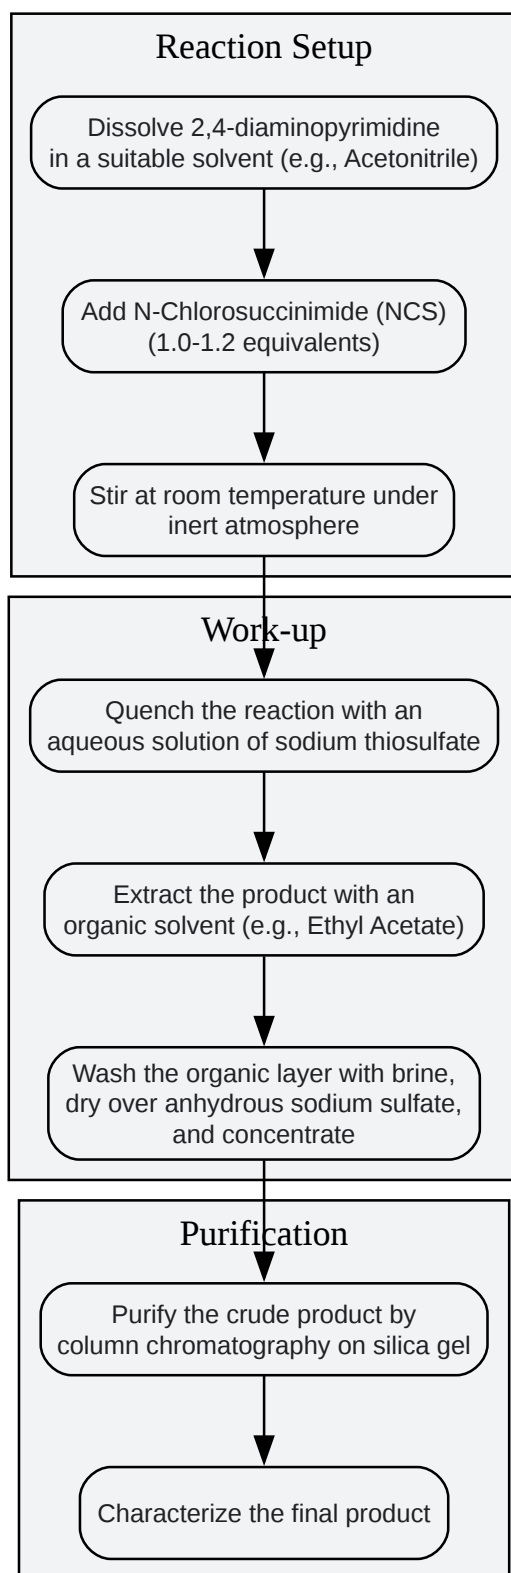 Reaction Setup
Dissolve 2,4-diaminopyrimidine
in a suitable solvent (e.g., Acetonitrile)
Add N-Chlorosuccinimide (NCS)
(1.0-1.2 equivalents)
Stir at room temperature under
inert atmosphere
Work-up
Quench the reaction with an
aqueous solution of sodium thiosulfate
Extract the product with an
organic solvent (e.g., Ethyl Acetate)
Wash the organic layer with brine,
dry over anhydrous sodium sulfate,
and concentrate
Purification
Purify the crude product by
column chromatography on silica gel
Characterize the final product